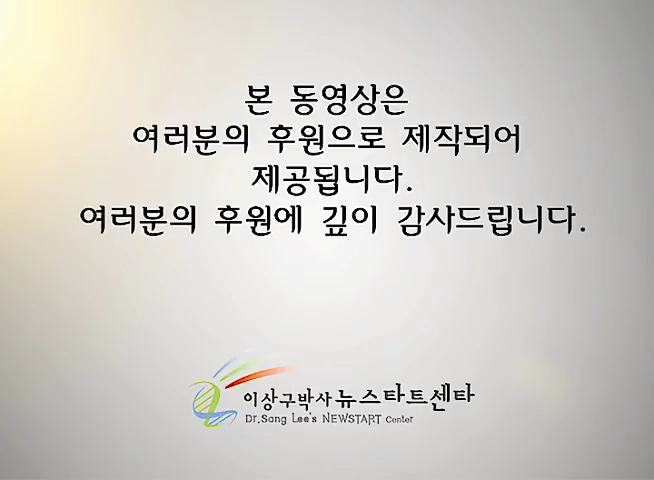 본 동영상은
여러분의 후원으로 제작되어
제공됩니다.
여러분의 후원에 깊이 감사드립니다.
이상구박사 뉴스타트센타
Dr.Sang Lee's NEWSTART Center